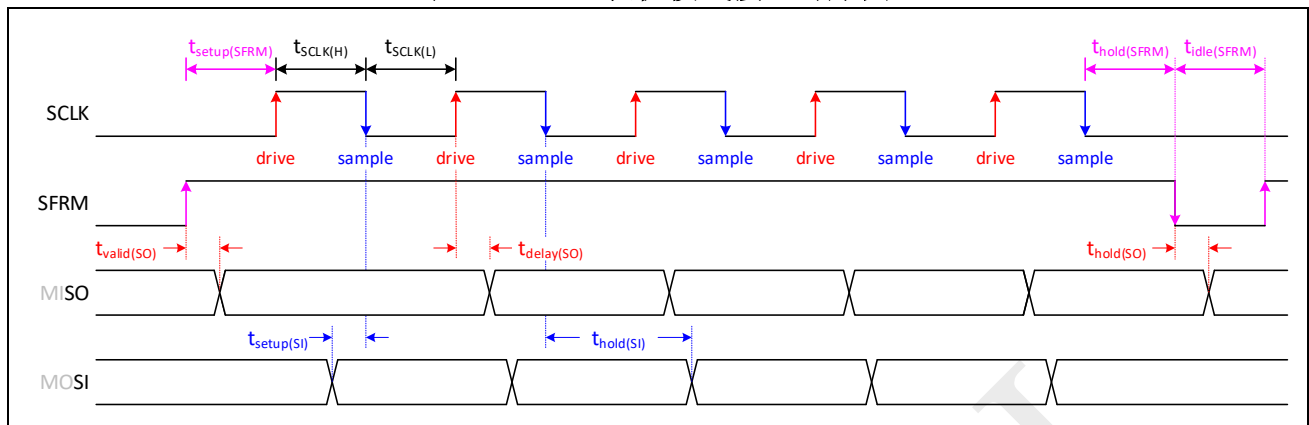 tsetup(SFRM) tSCLK(H) tSCLK(L) thold(SFRM) tidle(SFRM)
SCLK
drive sample drive sample drive sample drive sample drive sample
SFRM
tvalid(SO) tdelay(SO) thold(SO)
MISO
tsetup(SI) thold(SI)
MOSI